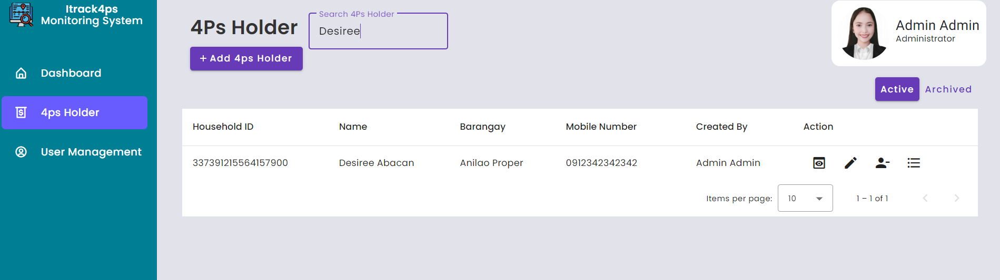 Itrack4ps
Monitoring System
Dashboard
4ps Holder
User Management
4Ps Holder
Search 4Ps Holder
Desiree
+ Add 4ps Holder
Admin Admin
Administrator
Active Archived
Household ID Name Barangay Mobile Number Created By Action
337391215564157900 Desiree Abacan Anilao Proper 0912342342342 Admin Admin
Items per page: 10 1 – 1 of 1